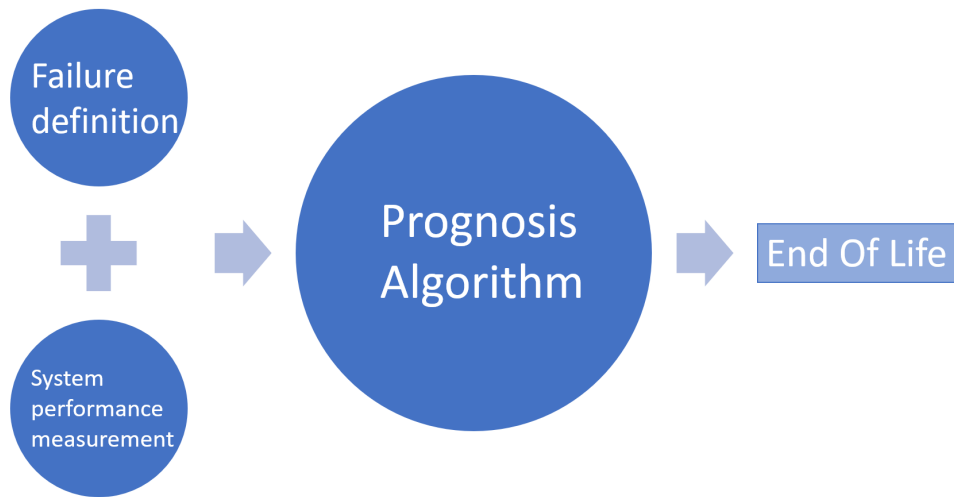 Failure
definition
System
performance
measurement
Prognosis
Algorithm
End Of Life